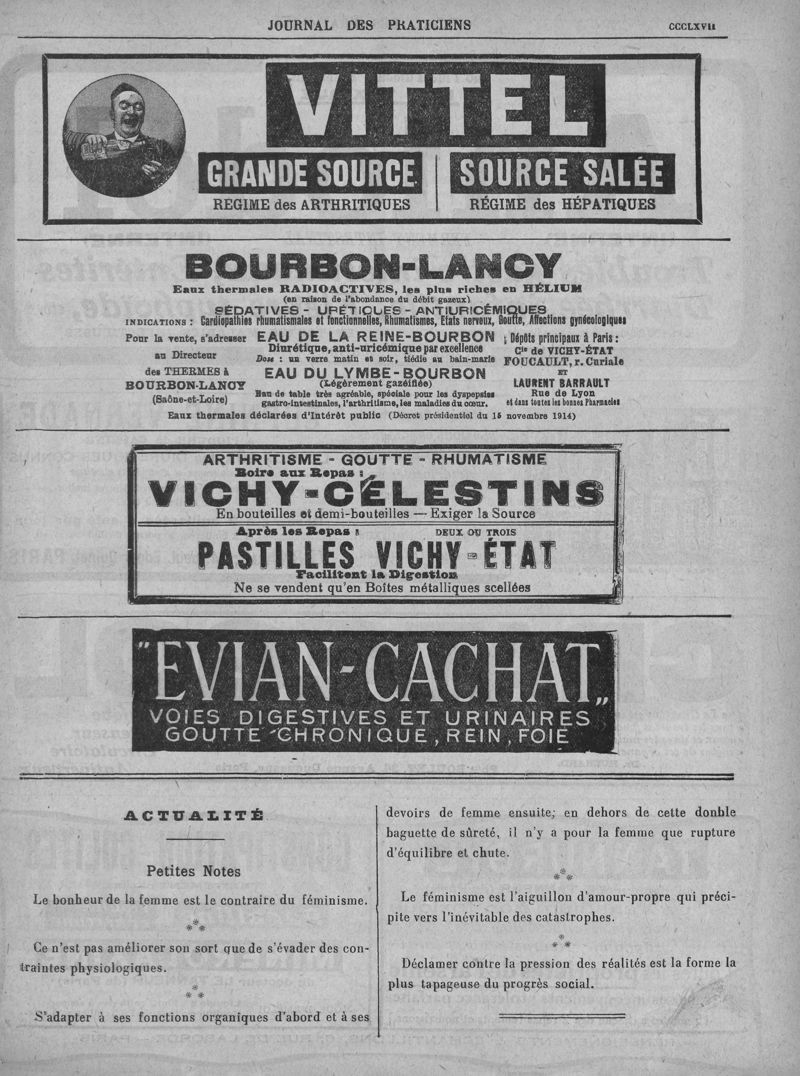 JOURNAL DES PRATICIENS
CCCLXVII
VITTEL
GRANDE SOURCE
REGIME des ARTHRITIQUES
SOURCE SALÉE
RÉGIME des HÉPATIQUES
BOURBON-LANCY
Eaux thermales RADIOACTIVES, les plus riches en HÉLIUM
(en raison de l'abondance du débit gazeux)
SÉDATIVES - URÉTIQUES - ANTIURICÉMIQUES
INDICATIONS : Cardiopathies rhumatismales et fonctionnelles, Rhumatismes, Etats nerveux, Goutte, Affections gynécologiques
Pour la vente, s'adresser
au Directeur
des THERMES à
BOURBON-LANCY
(Saône-et-Loire)
EAU DE LA REINE-BOURBON
Diurétique, anti-uricémique par excellence
Dose : un verre matin et soir, tiédie au bain-marie
EAU DU LYMBE-BOURBON
(Légèrement gazéifiée)
Eau de table très agréable, spéciale pour les dyspepsies
gastro-intestinales, l'arthritisme, les maladies du cœur.
Dépôts principaux à Paris :
Cie de VICHY-ÉTAT
FOUCAULT, r. Curiale
ET
LAURENT BARRAULT
Rue de Lyon
et dans toutes les bonnes Pharmacies
Eaux thermales déclarées d'Intérêt public (Décret présidentiel du 15 novembre 1914)
ARTHRITISME - GOUTTE - RHUMATISME
Boire aux Repas :
VICHY-CÉLESTINS
En bouteilles et demi-bouteilles — Exiger la Source
Après les Repas : DEUX OU TROIS
PASTILLES VICHY-ÉTAT
Facilitent la Digestion
Ne se vendent qu'en Boîtes métalliques scellées
"EVIAN-CACHAT„
VOIES DIGESTIVES ET URINAIRES
GOUTTE CHRONIQUE, REIN, FOIE
ACTUALITÉ
Petites Notes
Le bonheur de la femme est le contraire du féminisme.
* * *
Ce n'est pas améliorer son sort que de s'évader des con-
traintes physiologiques.
* * *
S'adapter à ses fonctions organiques d'abord et à ses
devoirs de femme ensuite; en dehors de cette donble
baguette de sûreté, il n'y a pour la femme que rupture
d'équilibre et chute.
* * *
Le féminisme est l'aiguillon d'amour-propre qui préci-
pite vers l'inévitable des catastrophes.
* * *
Déclamer contre la pression des réalités est la forme la
plus tapageuse du progrès social.